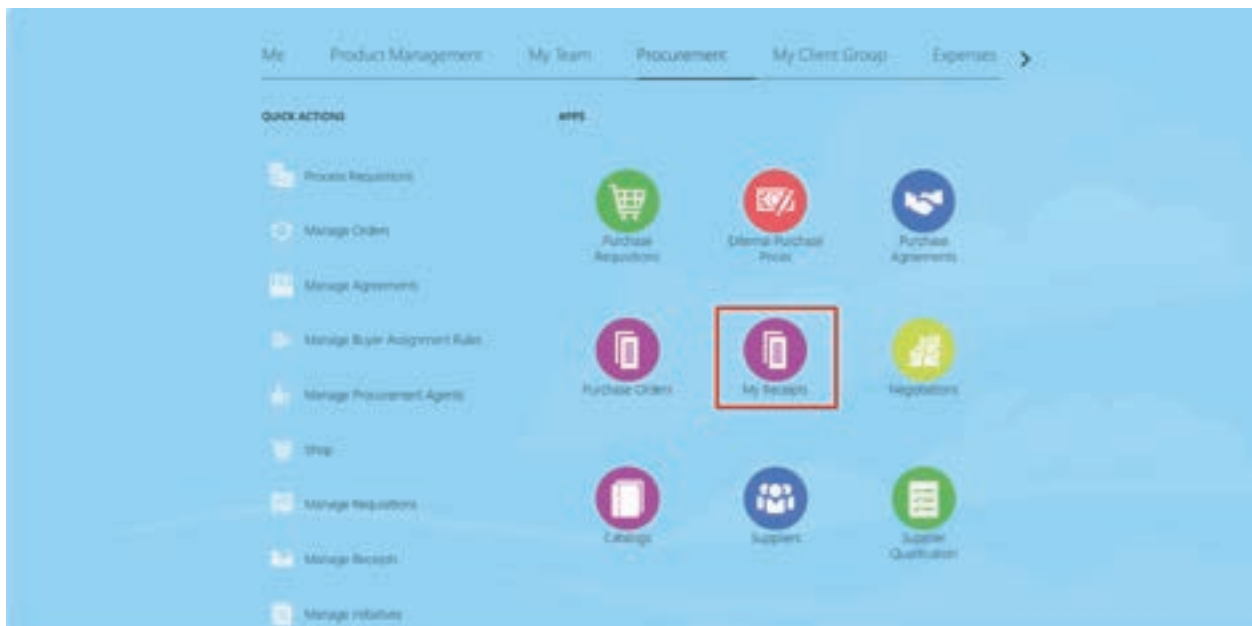 Me Product Management My Team Procurement My Client Group Expenses
QUICK ACTIONS
Process Requisitions
Manage Orders
Manage Agreements
Manage Buyer Assignment Rules
Manage Procurement Agents
Shop
Manage Requisitions
Manage Receipts
Manage Initiatives
APPS
Purchase
Requisitions
External Purchase
Prices
Purchase
Agreements
Purchase Orders
My Receipts
Negotiations
Catalogs
Suppliers
Supplier
Qualification